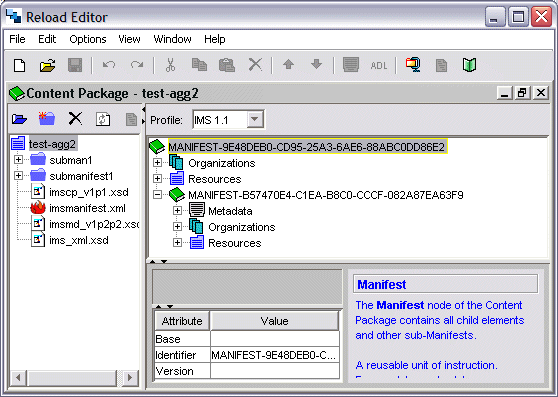 Reload Editor
File Edit Options View Window Help
ADL
Content Package - test-agg2
Profile: IMS 1.1
test-agg2
subman1
submanifest1
imscp_v1p1.xsd
imsmanifest.xml
imsmd_v1p2p2.xsd
ims_xml.xsd
MANIFEST-9E48DEB0-CD95-25A3-6AE6-88ABC0DD86E2
Organizations
Resources
MANIFEST-B57470E4-C1EA-B8C0-CCCF-082A87EA63F9
Metadata
Organizations
Resources
Attribute Value
Base
Identifier MANIFEST-9E48DEB0-C...
Version
Manifest
The Manifest node of the Content
Package contains all child elements
and other sub-Manifests.
A reusable unit of instruction.